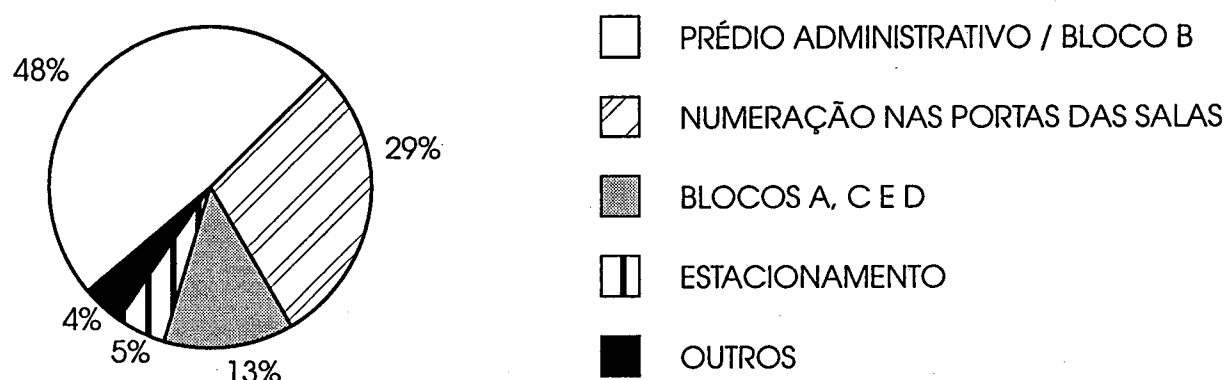 48%
29%
4%
5%
13%
PRÉDIO ADMINISTRATIVO / BLOCO B
NUMERAÇÃO NAS PORTAS DAS SALAS
BLOCOS A, C E D
ESTACIONAMENTO
OUTROS